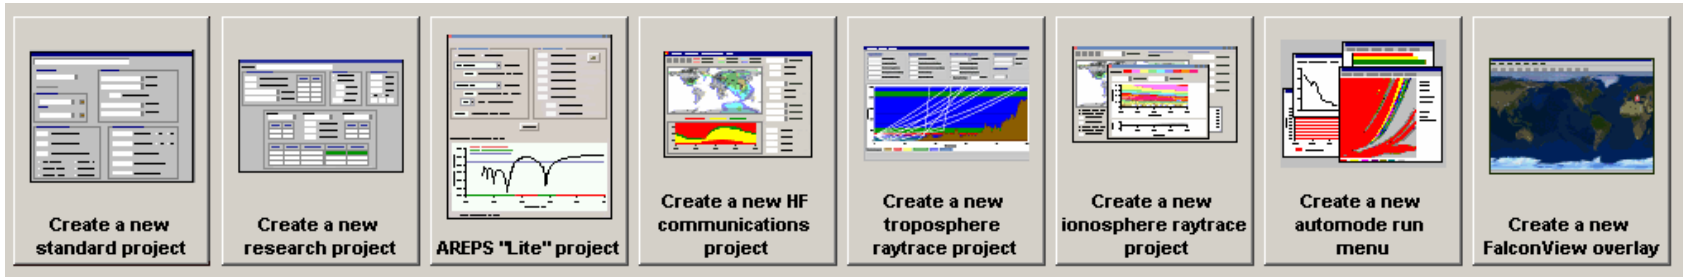 Create a new
standard project
Create a new
research project
AREPS "Lite" project
Create a new HF
communications
project
Create a new
troposphere
raytrace project
Create a new
ionosphere raytrace
project
Create a new
automode run
menu
Create a new
FalconView overlay